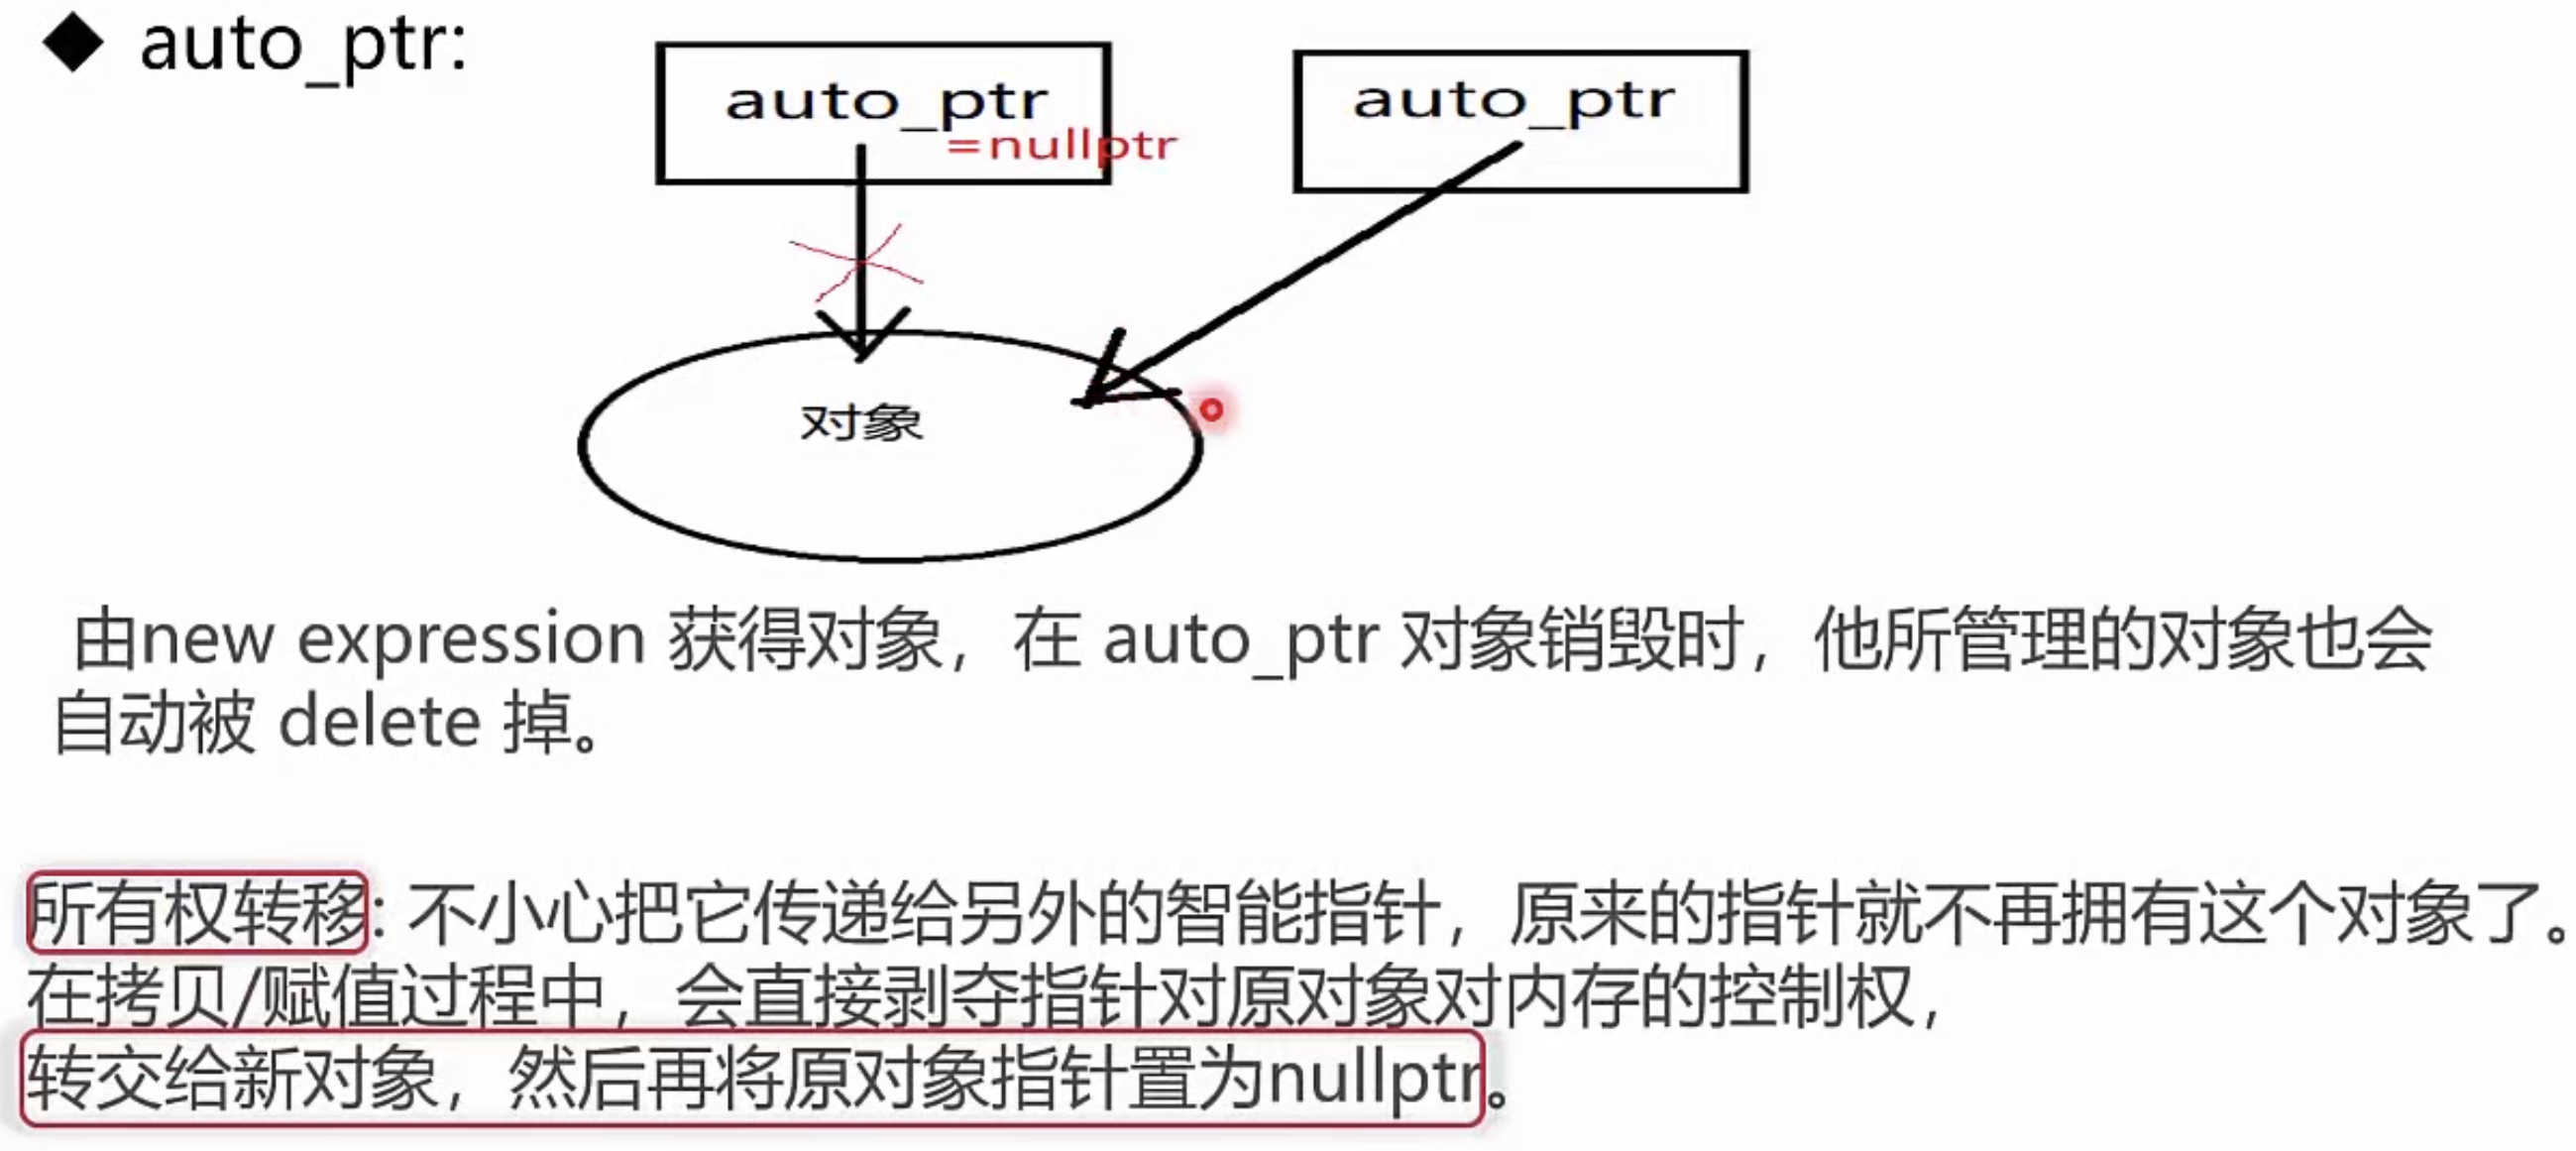 ◆ auto_ptr:
auto_ptr
=nullptr
auto_ptr
对象
由new expression 获得对象，在 auto_ptr 对象销毁时，他所管理的对象也会
自动被 delete 掉。
所有权转移: 不小心把它传递给另外的智能指针，原来的指针就不再拥有这个对象了。
在拷贝/赋值过程中，会直接剥夺指针对原对象对内存的控制权，
转交给新对象，然后再将原对象指针置为nullptr。